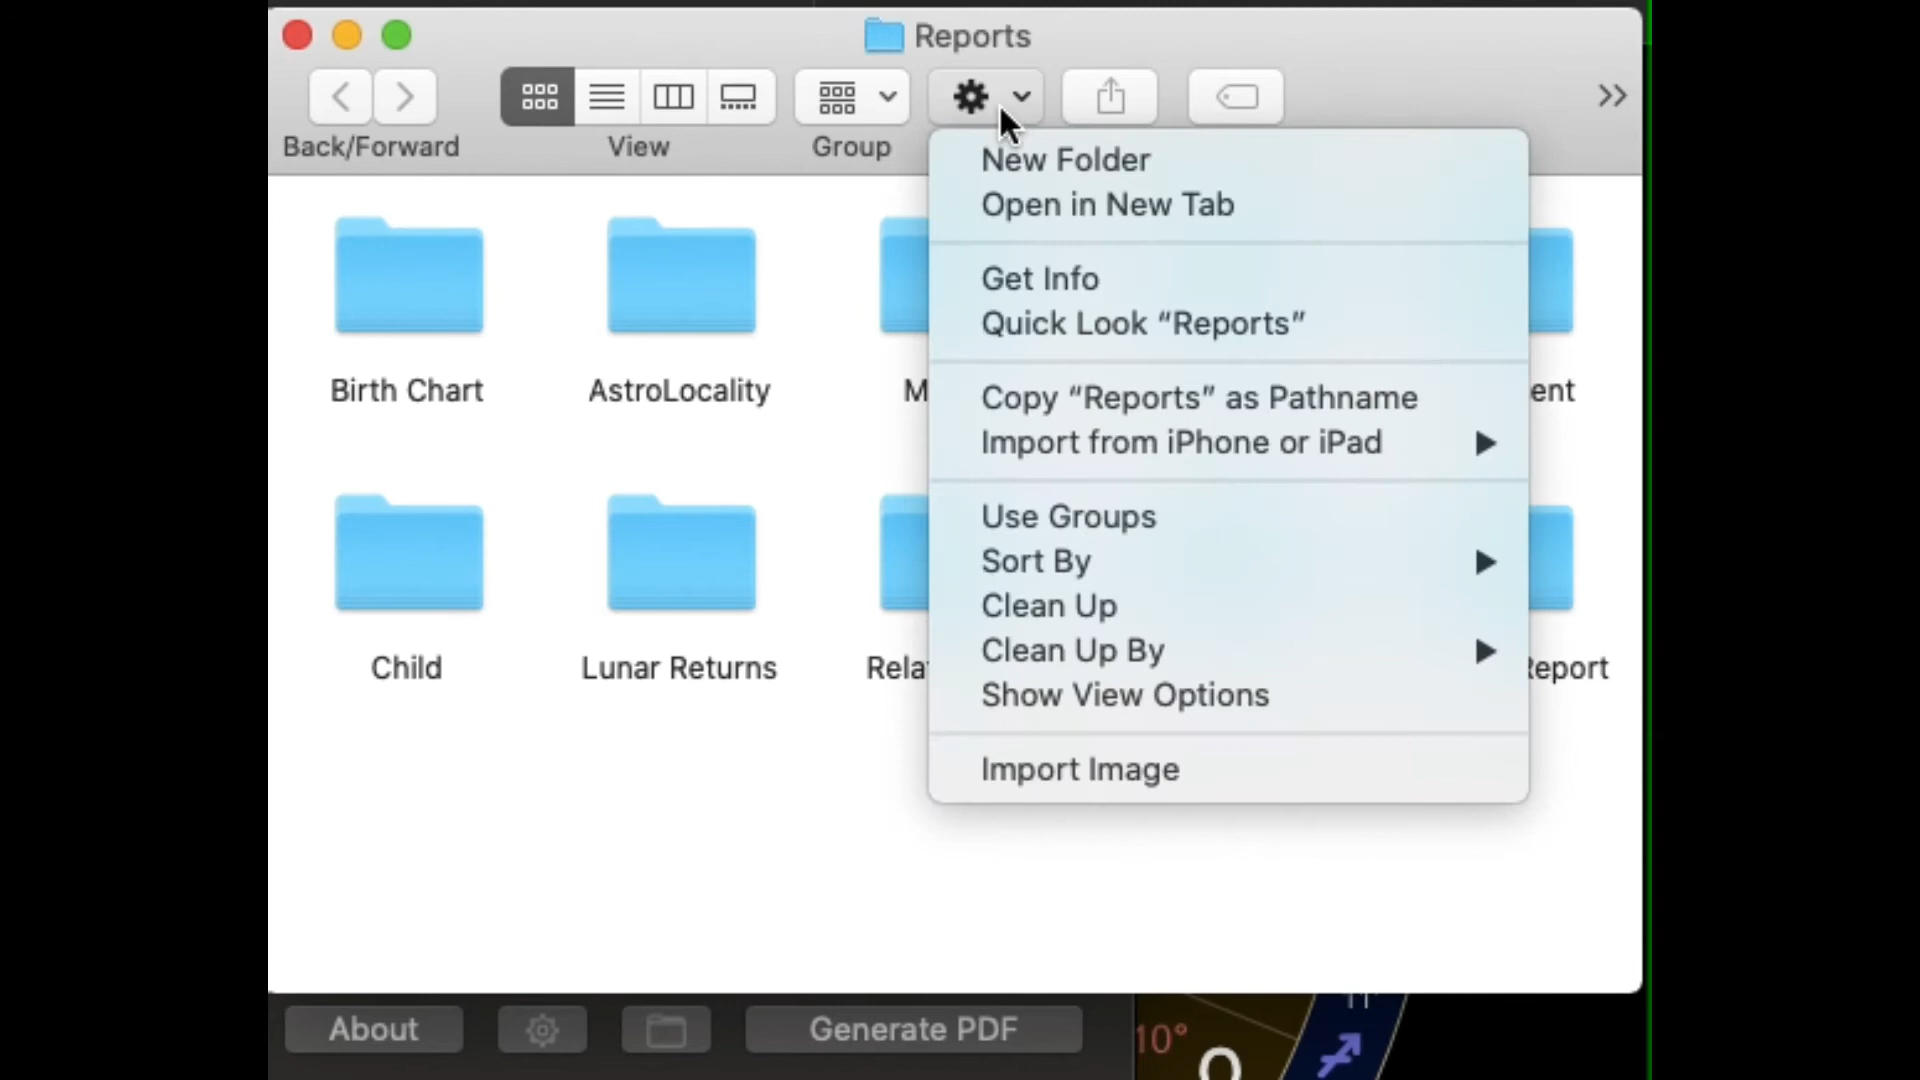 Reports
Back/Forward
View
Group
New Folder
Open in New Tab
Get Info
Quick Look “Reports”
Copy “Reports” as Pathname
Import from iPhone or iPad
Use Groups
Sort By
Clean Up
Clean Up By
Show View Options
Import Image
Birth Chart
AstroLocality
M
ent
Child
Lunar Returns
Rela
Report
About
Generate PDF
10°